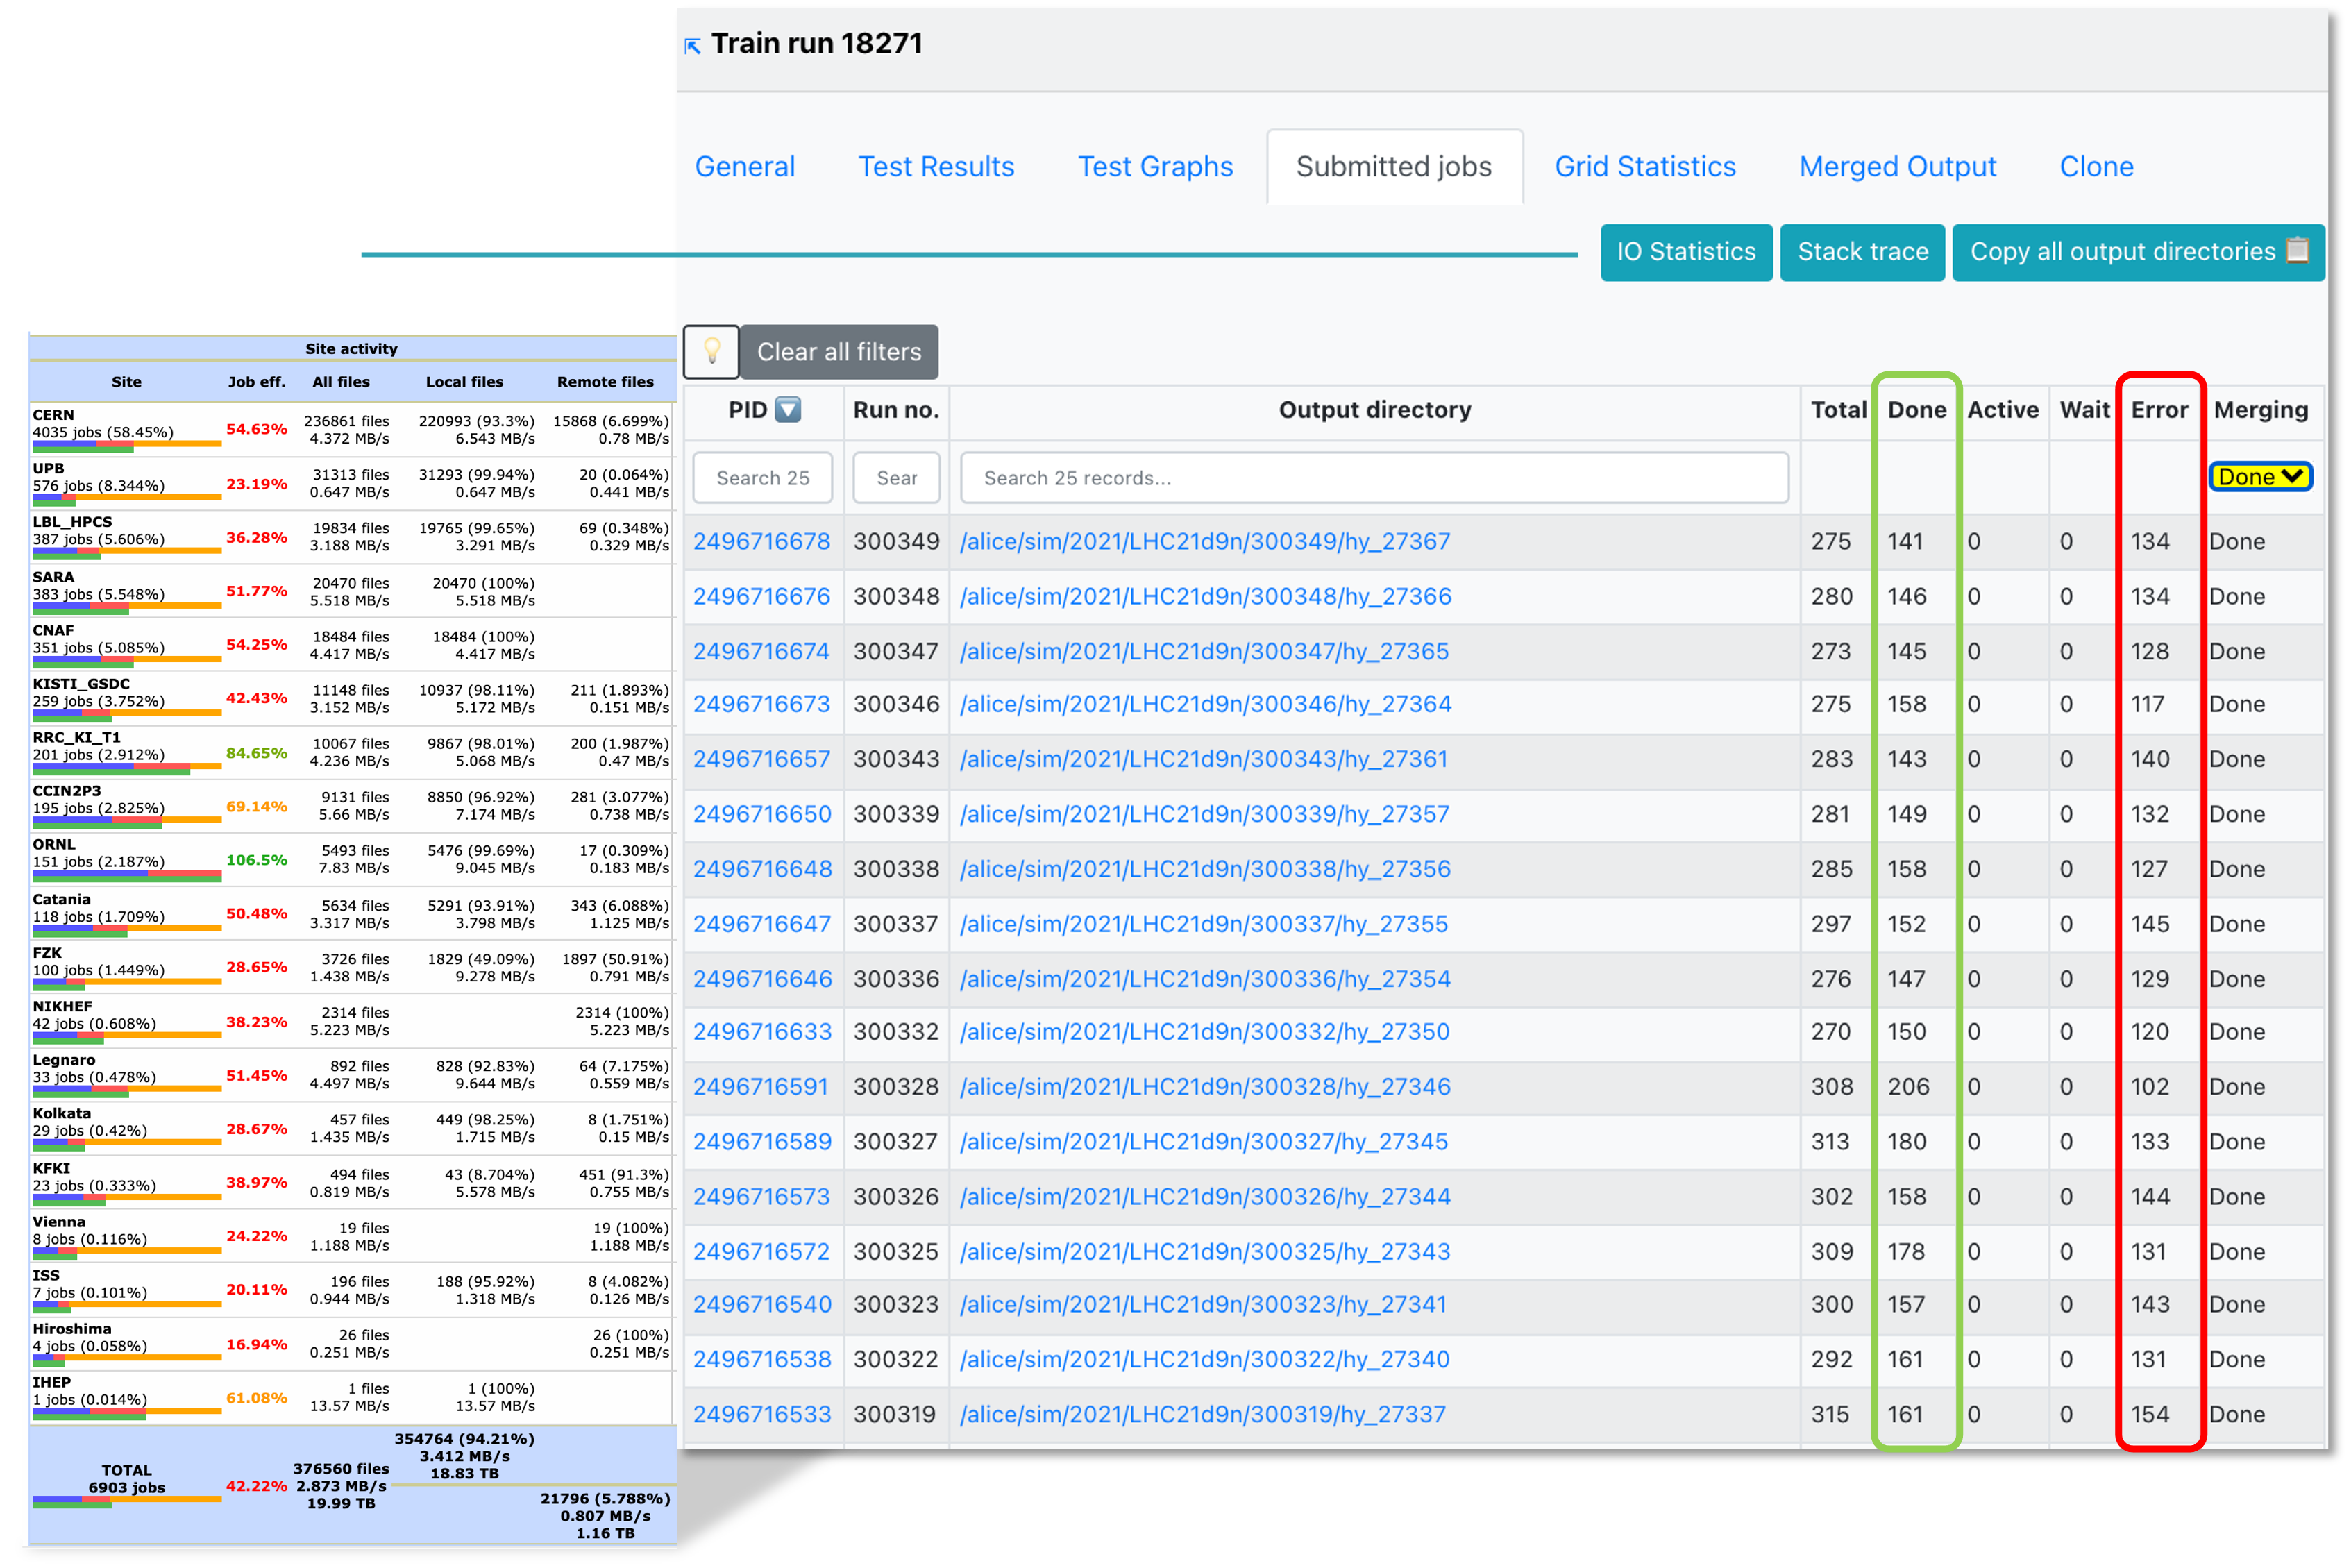 Train run 18271
General Test Results Test Graphs Submitted jobs Grid Statistics Merged Output Clone
IO Statistics Stack trace Copy all output directories
Clear all filters
PID Run no. Output directory Total Done Active Wait Error Merging
Search 25 Sear Search 25 records... Done
2496716678 300349 /alice/sim/2021/LHC21d9n/300349/hy_27367 275 141 0 0 134 Done
2496716676 300348 /alice/sim/2021/LHC21d9n/300348/hy_27366 280 146 0 0 134 Done
2496716674 300347 /alice/sim/2021/LHC21d9n/300347/hy_27365 273 145 0 0 128 Done
2496716673 300346 /alice/sim/2021/LHC21d9n/300346/hy_27364 275 158 0 0 117 Done
2496716657 300343 /alice/sim/2021/LHC21d9n/300343/hy_27361 283 143 0 0 140 Done
2496716650 300339 /alice/sim/2021/LHC21d9n/300339/hy_27357 281 149 0 0 132 Done
2496716648 300338 /alice/sim/2021/LHC21d9n/300338/hy_27356 285 158 0 0 127 Done
2496716647 300337 /alice/sim/2021/LHC21d9n/300337/hy_27355 297 152 0 0 145 Done
2496716646 300336 /alice/sim/2021/LHC21d9n/300336/hy_27354 276 147 0 0 129 Done
2496716633 300332 /alice/sim/2021/LHC21d9n/300332/hy_27350 270 150 0 0 120 Done
2496716591 300328 /alice/sim/2021/LHC21d9n/300328/hy_27346 308 206 0 0 102 Done
2496716589 300327 /alice/sim/2021/LHC21d9n/300327/hy_27345 313 180 0 0 133 Done
2496716573 300326 /alice/sim/2021/LHC21d9n/300326/hy_27344 302 158 0 0 144 Done
2496716572 300325 /alice/sim/2021/LHC21d9n/300325/hy_27343 309 178 0 0 131 Done
2496716540 300323 /alice/sim/2021/LHC21d9n/300323/hy_27341 300 157 0 0 143 Done
2496716538 300322 /alice/sim/2021/LHC21d9n/300322/hy_27340 292 161 0 0 131 Done
2496716533 300319 /alice/sim/2021/LHC21d9n/300319/hy_27337 315 161 0 0 154 Done
Site activity
Site Job eff. All files Local files Remote files
CERN
4035 jobs (58.45%) 54.63% 236861 files 220993 (93.3%) 15868 (6.699%)
4.372 MB/s 6.543 MB/s 0.78 MB/s
UPB
576 jobs (8.344%) 23.19% 31313 files 31293 (99.94%) 20 (0.064%)
0.647 MB/s 0.647 MB/s 0.441 MB/s
LBL_HPCS
387 jobs (5.606%) 36.28% 19834 files 19765 (99.65%) 69 (0.348%)
3.188 MB/s 3.291 MB/s 0.329 MB/s
SARA
383 jobs (5.548%) 51.77% 20470 files 20470 (100%)
5.518 MB/s 5.518 MB/s
CNAF
351 jobs (5.085%) 54.25% 18484 files 18484 (100%)
4.417 MB/s 4.417 MB/s
KISTI_GSDC
259 jobs (3.752%) 42.43% 11148 files 10937 (98.11%) 211 (1.893%)
3.152 MB/s 5.172 MB/s 0.151 MB/s
RRC_KI_T1
201 jobs (2.912%) 84.65% 10067 files 9867 (98.01%) 200 (1.987%)
4.236 MB/s 5.068 MB/s 0.47 MB/s
CCIN2P3
195 jobs (2.825%) 69.14% 9131 files 8850 (96.92%) 281 (3.077%)
5.66 MB/s 7.174 MB/s 0.738 MB/s
ORNL
151 jobs (2.187%) 106.5% 5493 files 5476 (99.69%) 17 (0.309%)
7.83 MB/s 9.045 MB/s 0.183 MB/s
Catania
118 jobs (1.709%) 50.48% 5634 files 5291 (93.91%) 343 (6.088%)
3.317 MB/s 3.798 MB/s 1.125 MB/s
FZK
100 jobs (1.449%) 28.65% 3726 files 1829 (49.09%) 1897 (50.91%)
1.438 MB/s 9.278 MB/s 0.791 MB/s
NIKHEF
42 jobs (0.608%) 38.23% 2314 files 2314 (100%)
5.223 MB/s 5.223 MB/s
Legnaro
33 jobs (0.478%) 51.45% 892 files 828 (92.83%) 64 (7.175%)
4.497 MB/s 9.644 MB/s 0.559 MB/s
Kolkata
29 jobs (0.42%) 28.67% 457 files 449 (98.25%) 8 (1.751%)
1.435 MB/s 1.715 MB/s 0.15 MB/s
KFKI
23 jobs (0.333%) 38.97% 494 files 43 (8.704%) 451 (91.3%)
0.819 MB/s 5.578 MB/s 0.755 MB/s
Vienna
8 jobs (0.116%) 24.22% 19 files 19 (100%)
1.188 MB/s 1.188 MB/s
ISS
7 jobs (0.101%) 20.11% 196 files 188 (95.92%) 8 (4.082%)
0.944 MB/s 1.318 MB/s 0.126 MB/s
Hiroshima
4 jobs (0.058%) 16.94% 26 files 26 (100%)
0.251 MB/s 0.251 MB/s
IHEP
1 jobs (0.014%) 61.08% 1 files 1 (100%)
13.57 MB/s 13.57 MB/s
TOTAL
6903 jobs
42.22%
376560 files
2.873 MB/s
19.99 TB
354764 (94.21%)
3.412 MB/s
18.83 TB
21796 (5.788%)
0.807 MB/s
1.16 TB